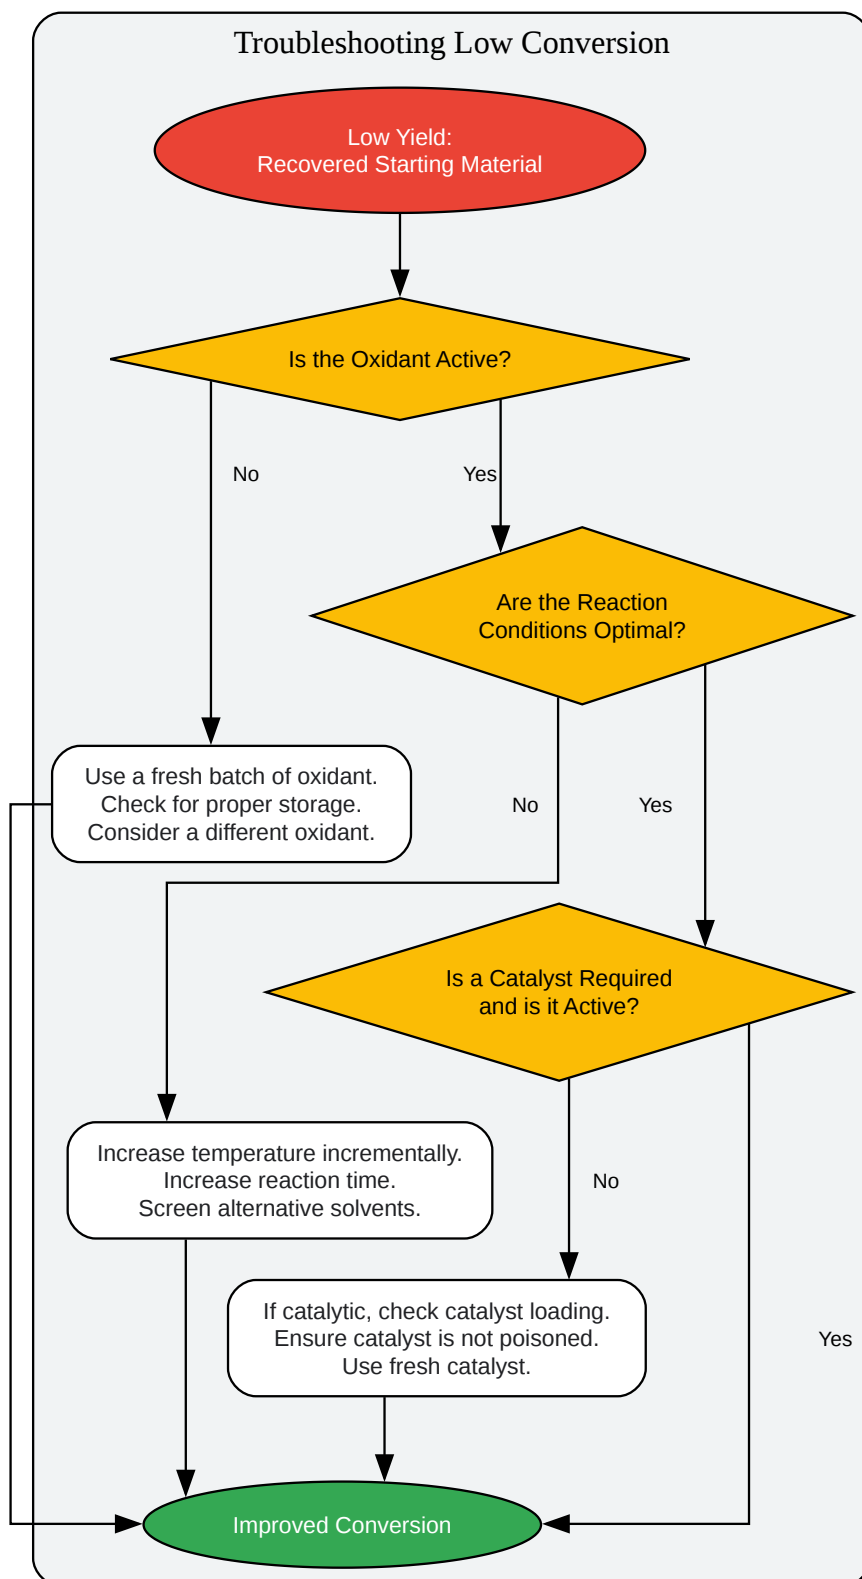 Troubleshooting Low Conversion
Low Yield:
Recovered Starting Material
Is the Oxidant Active?
No
Yes
Are the Reaction
Conditions Optimal?
Use a fresh batch of oxidant.
Check for proper storage.
Consider a different oxidant.
No
Yes
Is a Catalyst Required
and is it Active?
Increase temperature incrementally.
Increase reaction time.
Screen alternative solvents.
No
If catalytic, check catalyst loading.
Ensure catalyst is not poisoned.
Use fresh catalyst.
Yes
Improved Conversion